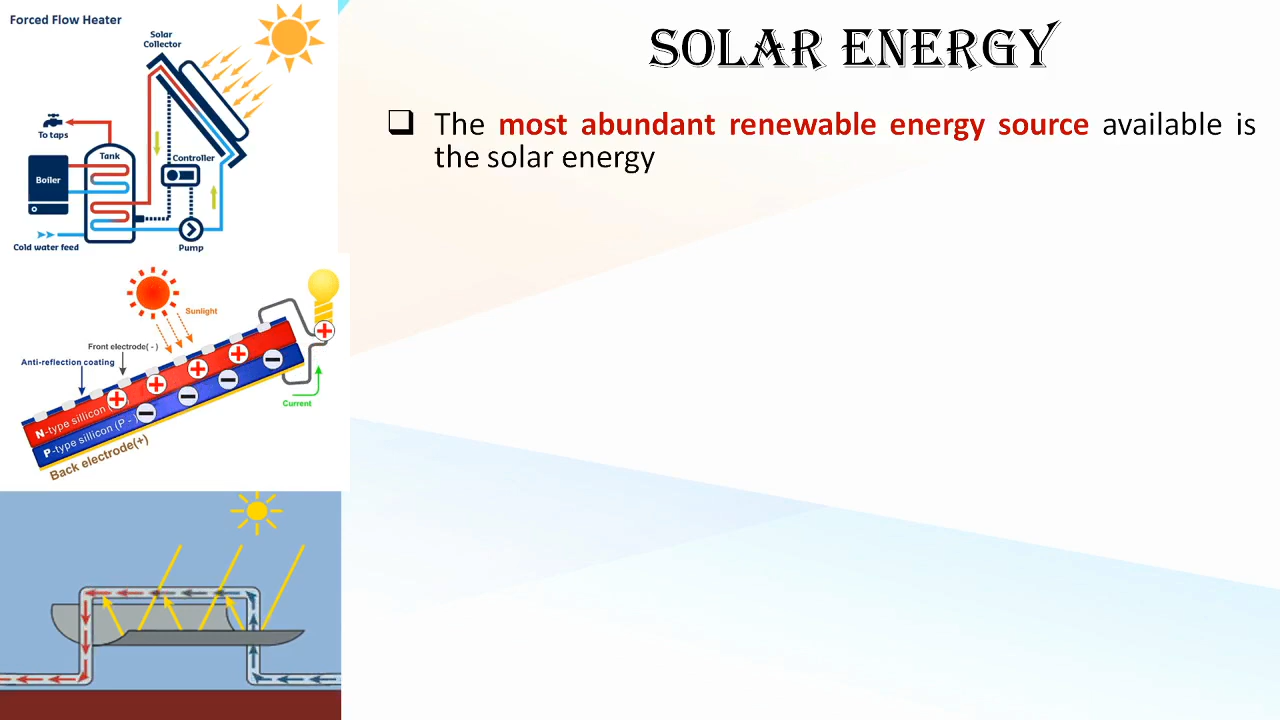 Forced Flow Heater
Solar
Collector
To taps
Tank
Controller
Boiler
Cold water feed
Pump
Sunlight
Front electrode( - )
Anti-reflection coating
Current
N-type sillicon (
P-type sillicon (P - )
Back electrode(+)
SOLAR ENERGY
The most abundant renewable energy source available is
the solar energy